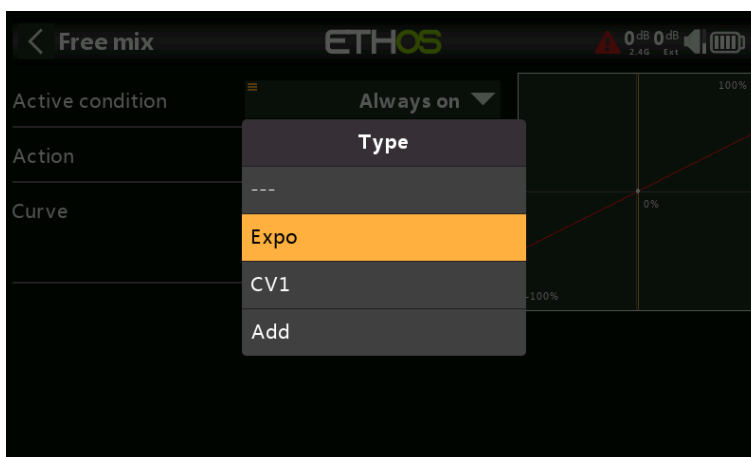 Free mix
ETHOS
0dB 0dB
2.4G Ext
Active condition
Always on
100%
Type
Action
---
Curve
0%
Expo
CV1
-100%
Add